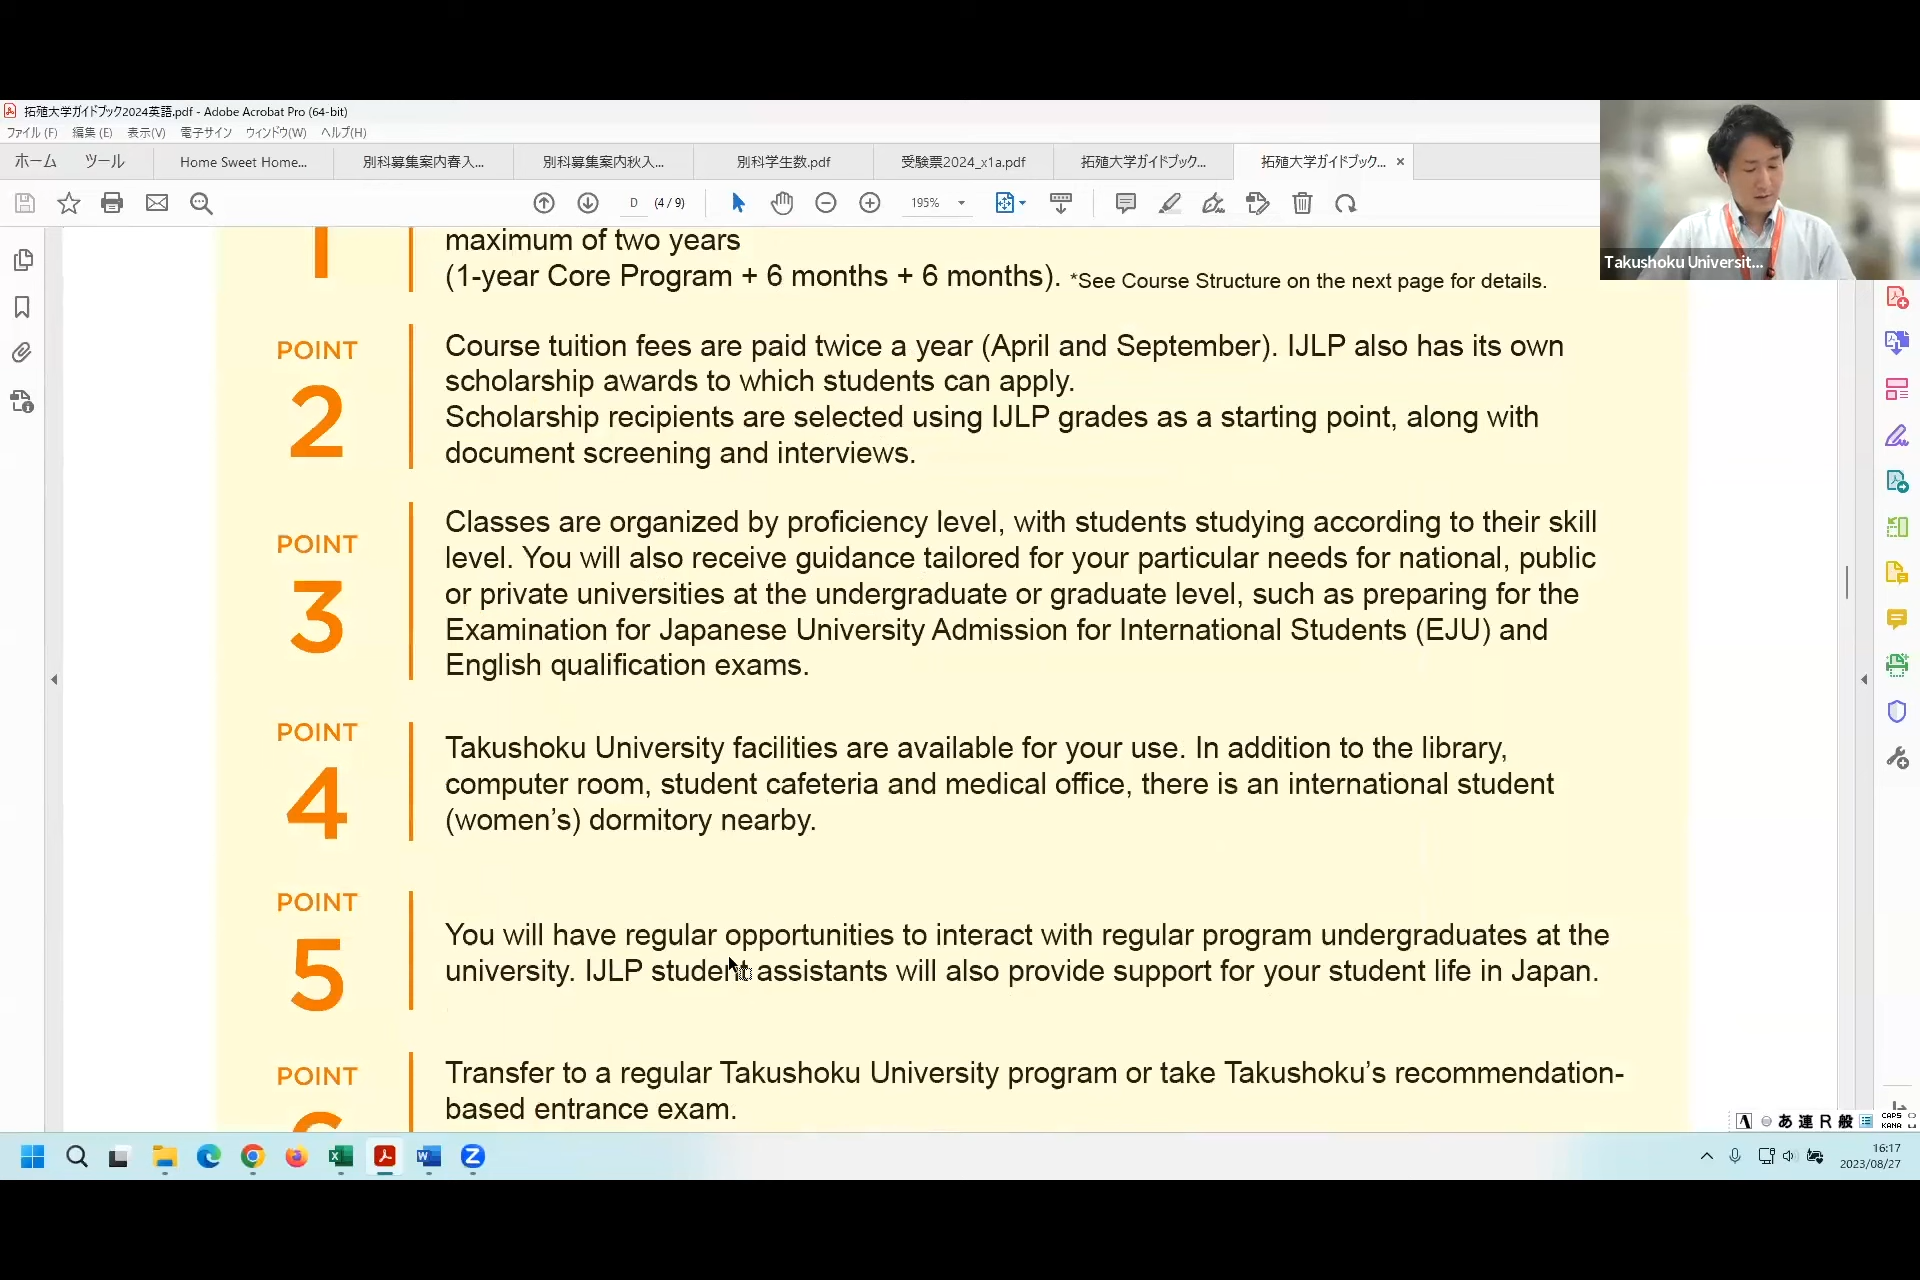 拓殖大学ガイドブック2024英語.pdf - Adobe Acrobat Pro (64-bit)
ファイル(F) 編集(E) 表示(V) 電子サイン ウィンドウ(W) ヘルプ(H)
ホーム ツール Home Sweet Home... 別科募集案内春入... 別科募集案内秋入... 別科学生数.pdf 受験票2024_x1a.pdf 拓殖大学ガイドブック... 拓殖大学ガイドブック... ×
D (4 / 9) 195%
Takushoku Universit...
1
maximum of two years
(1-year Core Program + 6 months + 6 months). *See Course Structure on the next page for details.
POINT
2
Course tuition fees are paid twice a year (April and September). IJLP also has its own
scholarship awards to which students can apply.
Scholarship recipients are selected using IJLP grades as a starting point, along with
document screening and interviews.
POINT
3
Classes are organized by proficiency level, with students studying according to their skill
level. You will also receive guidance tailored for your particular needs for national, public
or private universities at the undergraduate or graduate level, such as preparing for the
Examination for Japanese University Admission for International Students (EJU) and
English qualification exams.
POINT
4
Takushoku University facilities are available for your use. In addition to the library,
computer room, student cafeteria and medical office, there is an international student
(women's) dormitory nearby.
POINT
5
You will have regular opportunities to interact with regular program undergraduates at the
university. IJLP student assistants will also provide support for your student life in Japan.
POINT
6
Transfer to a regular Takushoku University program or take Takushoku's recommendation-
based entrance exam.
A あ 連 R 般 CAPS
KANA
16:17
2023/08/27